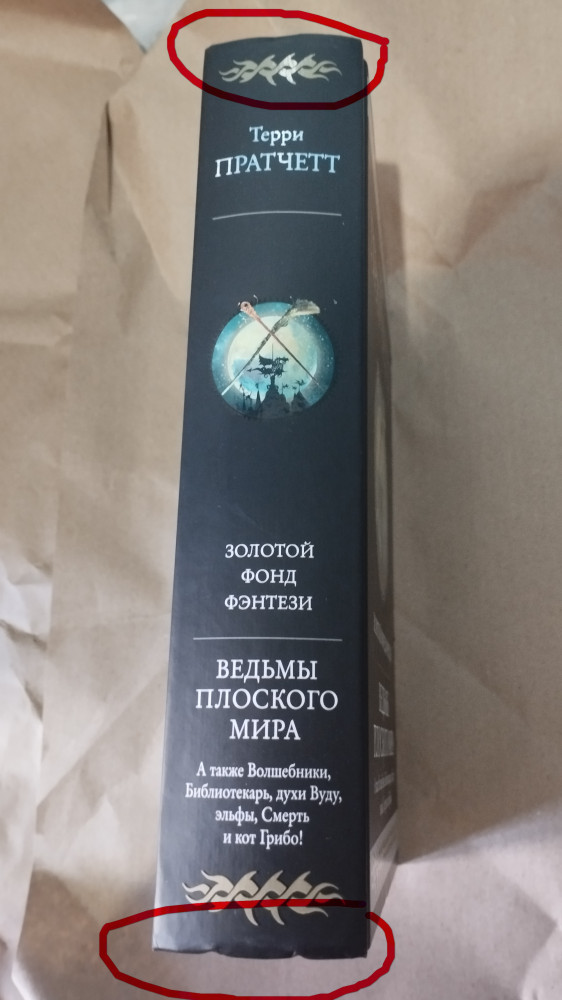 Терри
ПРАТЧЕТТ
ЗОЛОТОЙ
ФОНД
ФЭНТЕЗИ
ВЕДЬМЫ
ПЛОСКОГО
МИРА
А также Волшебники,
Библиотекарь, духи Вуду,
эльфы, Смерть
и кот Грибо!